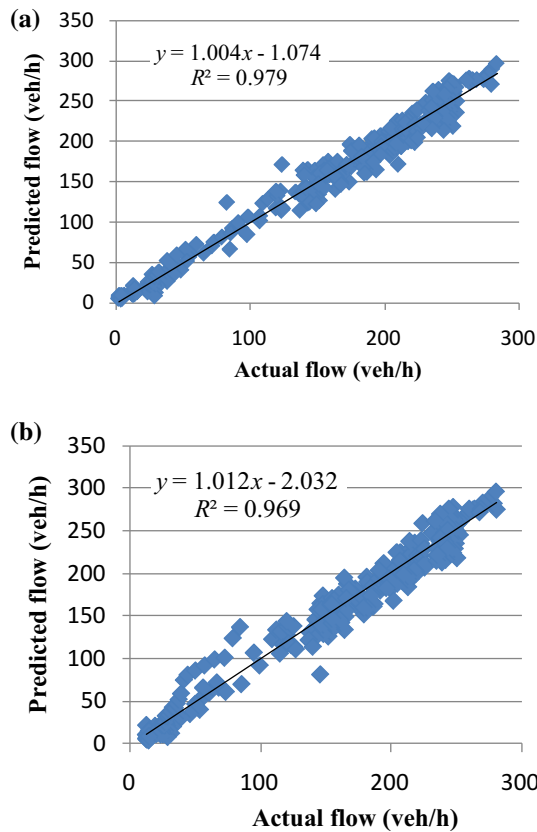 (a)
350
300
250
200
150
100
50
0
y = 1.004x - 1.074
R² = 0.979
Predicted flow (veh/h)
0 100 200 300
Actual flow (veh/h)
(b)
350
300
250
200
150
100
50
0
y = 1.012x - 2.032
R² = 0.969
Predicted flow (veh/h)
0 100 200 300
Actual flow (veh/h)